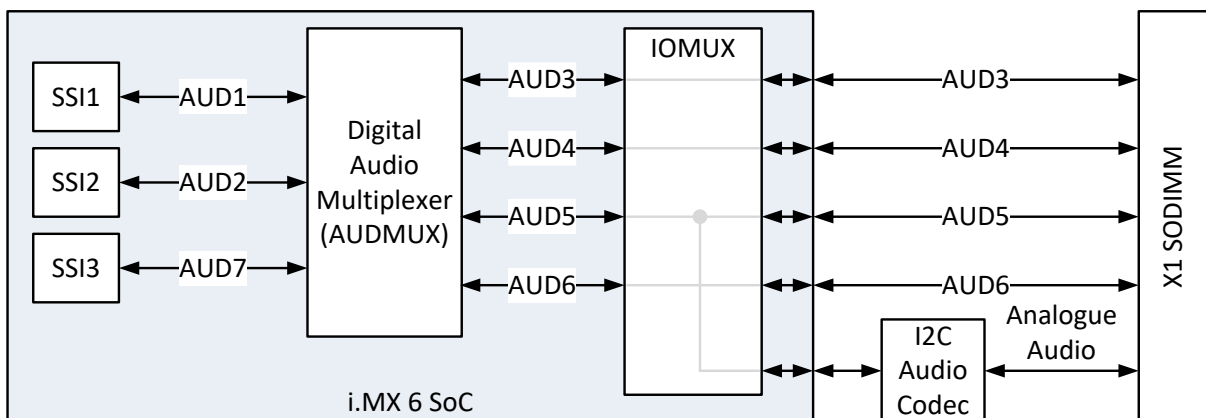 IOMUX
SSI1
AUD1
AUD3
AUD3
Digital
Audio
Multiplexer
(AUDMUX)
AUD4
AUD4
SSI2
AUD2
AUD5
AUD5
SSI3
AUD7
AUD6
AUD6
X1 SODIMM
Analogue
Audio
I2C
Audio
Codec
i.MX 6 SoC